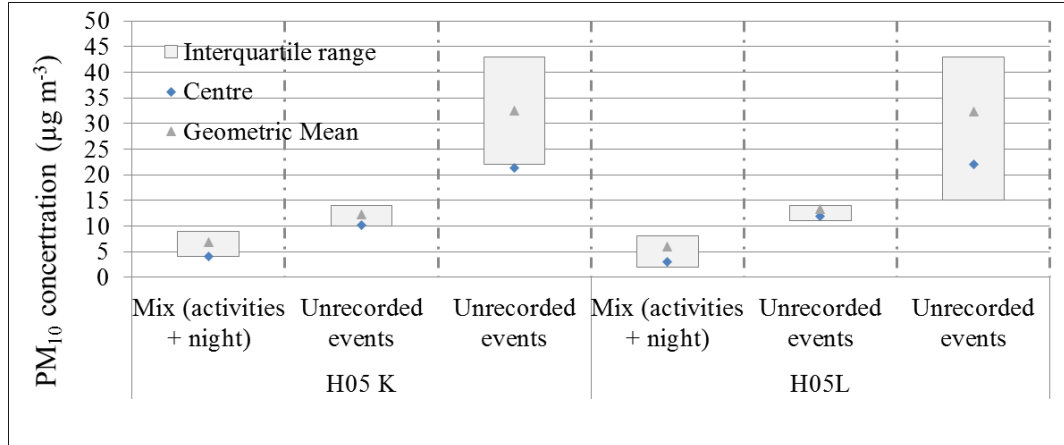 PM₁₀ concertration (µg m⁻³)
50
45
40
35
30
25
20
15
10
5
0
Interquartile range
Centre
Geometric Mean
Mix (activities + night)
Unrecorded events
Unrecorded events
Mix (activities + night)
Unrecorded events
Unrecorded events
H05 K
H05L